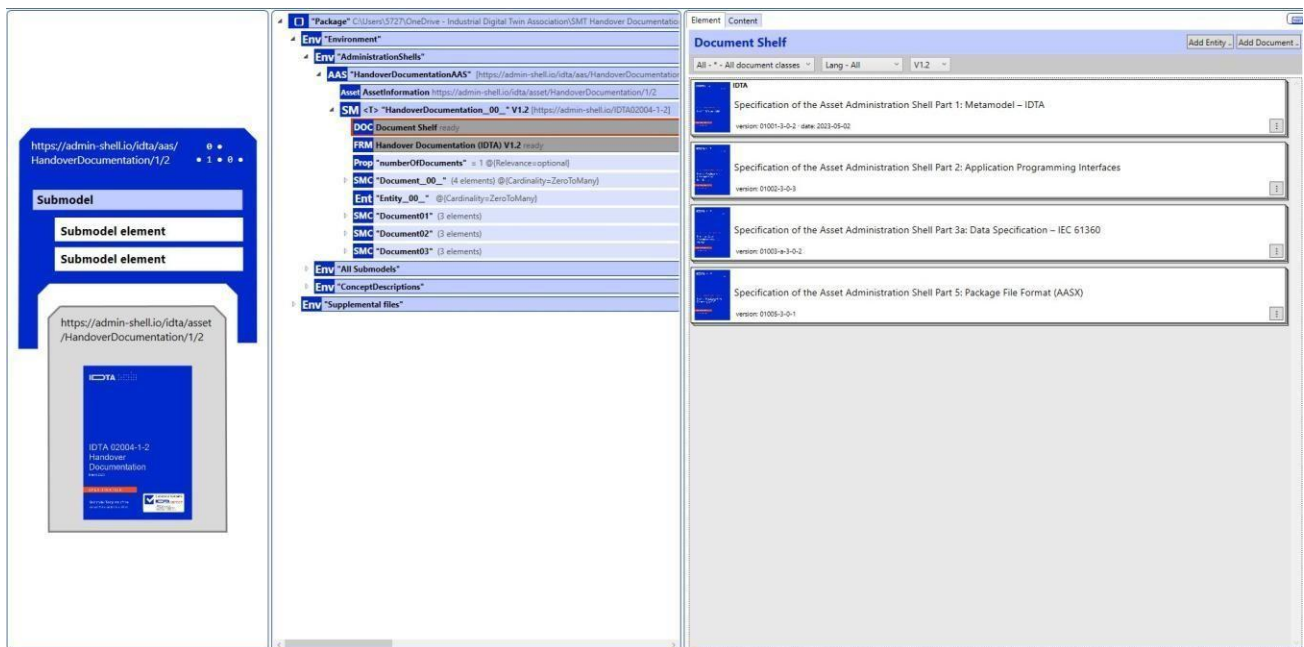 https://admin-shell.io/idta/aas/
HandoverDocumentation/1/2
0
1 0
Submodel
Submodel element
Submodel element
https://admin-shell.io/idta/asset
/HandoverDocumentation/1/2
IDTA
IDTA 02004-1-2
Handover
Documentation
"Package" C:\Users\5727\OneDrive - Industrial Digital Twin Association\SMT Handover Documentatio
Env "Environment"
Env "AdministrationShells"
AAS "HandoverDocumentationAAS" [https://admin-shell.io/idta/aas/HandoverDocumentation
Asset AssetInformation https://admin-shell.io/idta/asset/HandoverDocumentation/1/2
SM <T> "HandoverDocumentation_00_" V1.2 [https://admin-shell.io/IDTA02004-1-2]
DOC Document Shelf ready
FRM Handover Documentation (IDTA) V1.2 ready
Prop "numberOfDocuments" = 1 @{Relevance=optional}
SMC "Document_00_" (4 elements) @{Cardinality=ZeroToMany}
Ent "Entity_00_" @{Cardinality=ZeroToMany}
SMC "Document01" (3 elements)
SMC "Document02" (3 elements)
SMC "Document03" (3 elements)
Env "All Submodels"
Env "ConceptDescriptions"
Env "Supplemental files"
Element Content
Document Shelf
Add Entity .. Add Document ..
All - * - All document classes Lang - All V1.2
IDTA
Specification of the Asset Administration Shell Part 1: Metamodel – IDTA
version: 01001-3-0-2 · date: 2023-05-02
Specification of the Asset Administration Shell Part 2: Application Programming Interfaces
version: 01002-3-0-3
Specification of the Asset Administration Shell Part 3a: Data Specification – IEC 61360
version: 01003-a-3-0-2
Specification of the Asset Administration Shell Part 5: Package File Format (AASX)
version: 01005-3-0-1